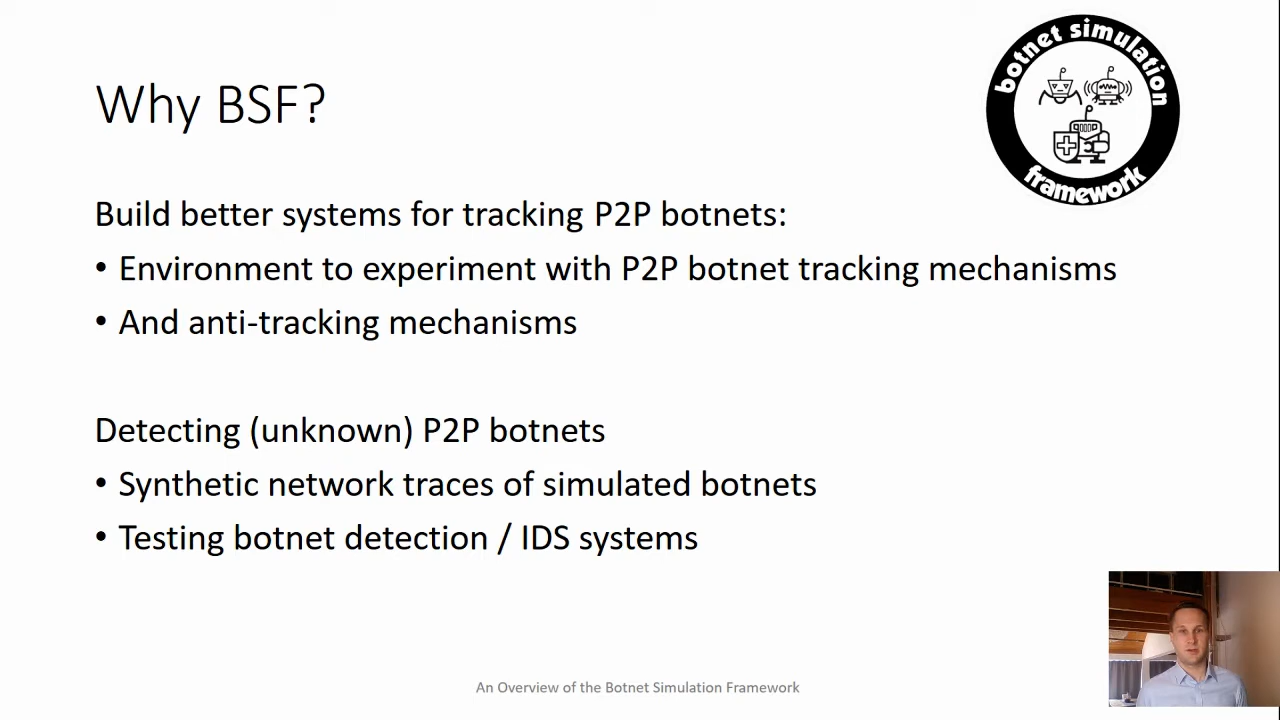 botnet simulation
framework
Why BSF?
Build better systems for tracking P2P botnets:
• Environment to experiment with P2P botnet tracking mechanisms
• And anti-tracking mechanisms
Detecting (unknown) P2P botnets
• Synthetic network traces of simulated botnets
• Testing botnet detection / IDS systems
An Overview of the Botnet Simulation Framework